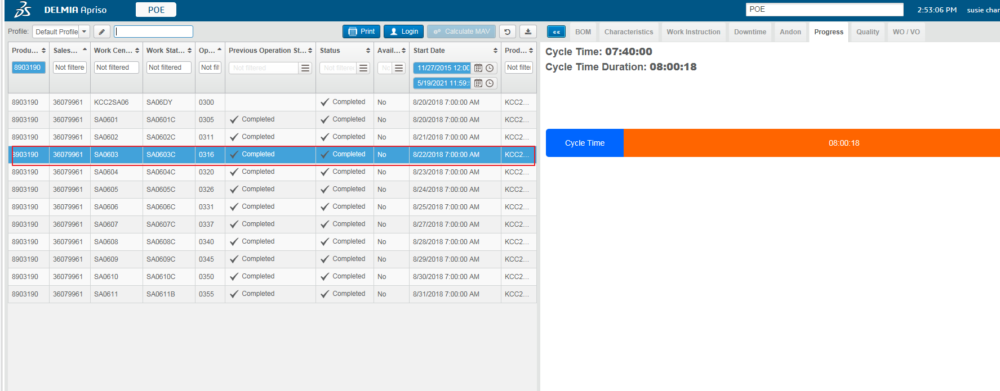 DELMIA Apriso POE POE 2:53:06 PM susie char
Profile: Default Profile Print Login Calculate MAV «« BOM Characteristics Work Instruction Downtime Andon Progress Quality WO / VO
Produ... Sales... Work Cen... Work Stat... Op... Previous Operation St... Status Avail... Start Date Prod...
8903190 Not filtere Not filtered Not filtered Not filt Not filtered Not filtered No 11/27/2015 12:00 Not filte
5/19/2021 11:59:5
8903190 36079961 KCC2SA06 SA06DY 0300 Completed No 8/20/2018 7:00:00 AM KCC2...
8903190 36079961 SA0601 SA0601C 0305 Completed Completed No 8/20/2018 7:00:00 AM KCC2...
8903190 36079961 SA0602 SA0602C 0311 Completed Completed No 8/21/2018 7:00:00 AM KCC2...
8903190 36079961 SA0603 SA0603C 0316 Completed Completed No 8/22/2018 7:00:00 AM KCC2...
8903190 36079961 SA0604 SA0604C 0320 Completed Completed No 8/23/2018 7:00:00 AM KCC2...
8903190 36079961 SA0605 SA0605C 0326 Completed Completed No 8/24/2018 7:00:00 AM KCC2...
8903190 36079961 SA0606 SA0606C 0331 Completed Completed No 8/25/2018 7:00:00 AM KCC2...
8903190 36079961 SA0607 SA0607C 0337 Completed Completed No 8/27/2018 7:00:00 AM KCC2...
8903190 36079961 SA0608 SA0608C 0340 Completed Completed No 8/28/2018 7:00:00 AM KCC2...
8903190 36079961 SA0609 SA0609C 0345 Completed Completed No 8/29/2018 7:00:00 AM KCC2...
8903190 36079961 SA0610 SA0610C 0350 Completed Completed No 8/30/2018 7:00:00 AM KCC2...
8903190 36079961 SA0611 SA0611B 0355 Completed Completed No 8/31/2018 7:00:00 AM KCC2...
Cycle Time: 07:40:00
Cycle Time Duration: 08:00:18
Cycle Time 08:00:18